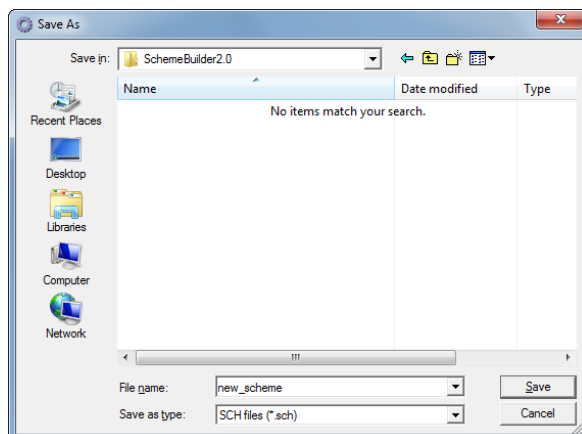 Save As
Save in: SchemeBuilder2.0
Name Date modified Type
No items match your search.
Recent Places
Desktop
Libraries
Computer
Network
File name: new_scheme Save
Save as type: SCH files (*.sch) Cancel